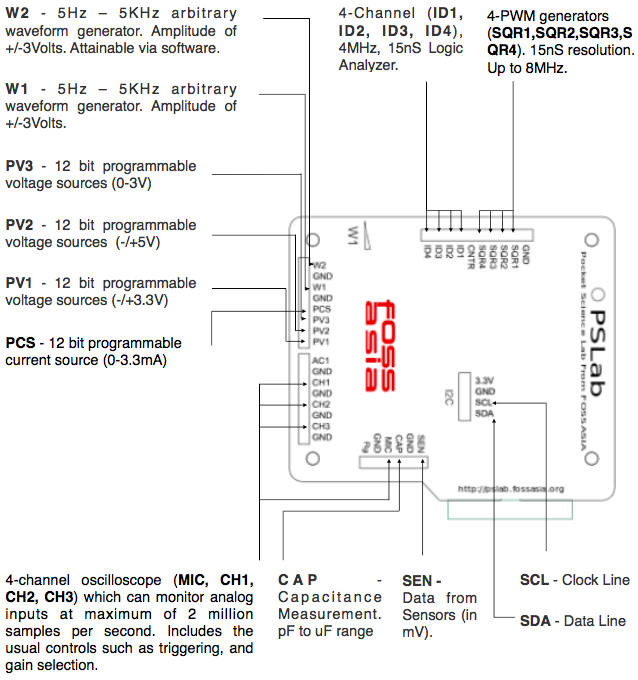 W2 - 5Hz – 5KHz arbitrary
waveform generator. Amplitude of
+/-3Volts. Attainable via software.
W1 - 5Hz – 5KHz arbitrary
waveform generator. Amplitude of
+/-3Volts.
PV3 - 12 bit programmable
voltage sources (0-3V)
PV2 - 12 bit programmable
voltage sources (-/+5V)
PV1 - 12 bit programmable
voltage sources (-/+3.3V)
PCS - 12 bit programmable
current source (0-3.3mA)
4-Channel (ID1,
ID2, ID3, ID4),
4MHz, 15nS Logic
Analyzer.
4-PWM generators
(SQR1,SQR2,SQR3,S
QR4). 15nS resolution.
Up to 8MHz.
W1
ID4
ID3
ID2
ID1
CNTR
SQR4
SQR3
SQR2
SQR1
GND
W2
GND
W1
GND
PCS
PV3
PV2
PV1
AC1
GND
CH1
GND
CH2
GND
CH3
GND
foss
asia
PSLab
Pocket Science Lab from FOSSASIA
I2C
3.3V
GND
SCL
SDA
Rg
GND
MIC
CAP
GND
SEN
http://pslab.fossasia.org
4-channel oscilloscope (MIC, CH1,
CH2, CH3) which can monitor analog
inputs at maximum of 2 million
samples per second. Includes the
usual controls such as triggering, and
gain selection.
CAP -
Capacitance
Measurement.
pF to uF range
SEN -
Data from
Sensors (in
mV).
SCL - Clock Line
SDA - Data Line